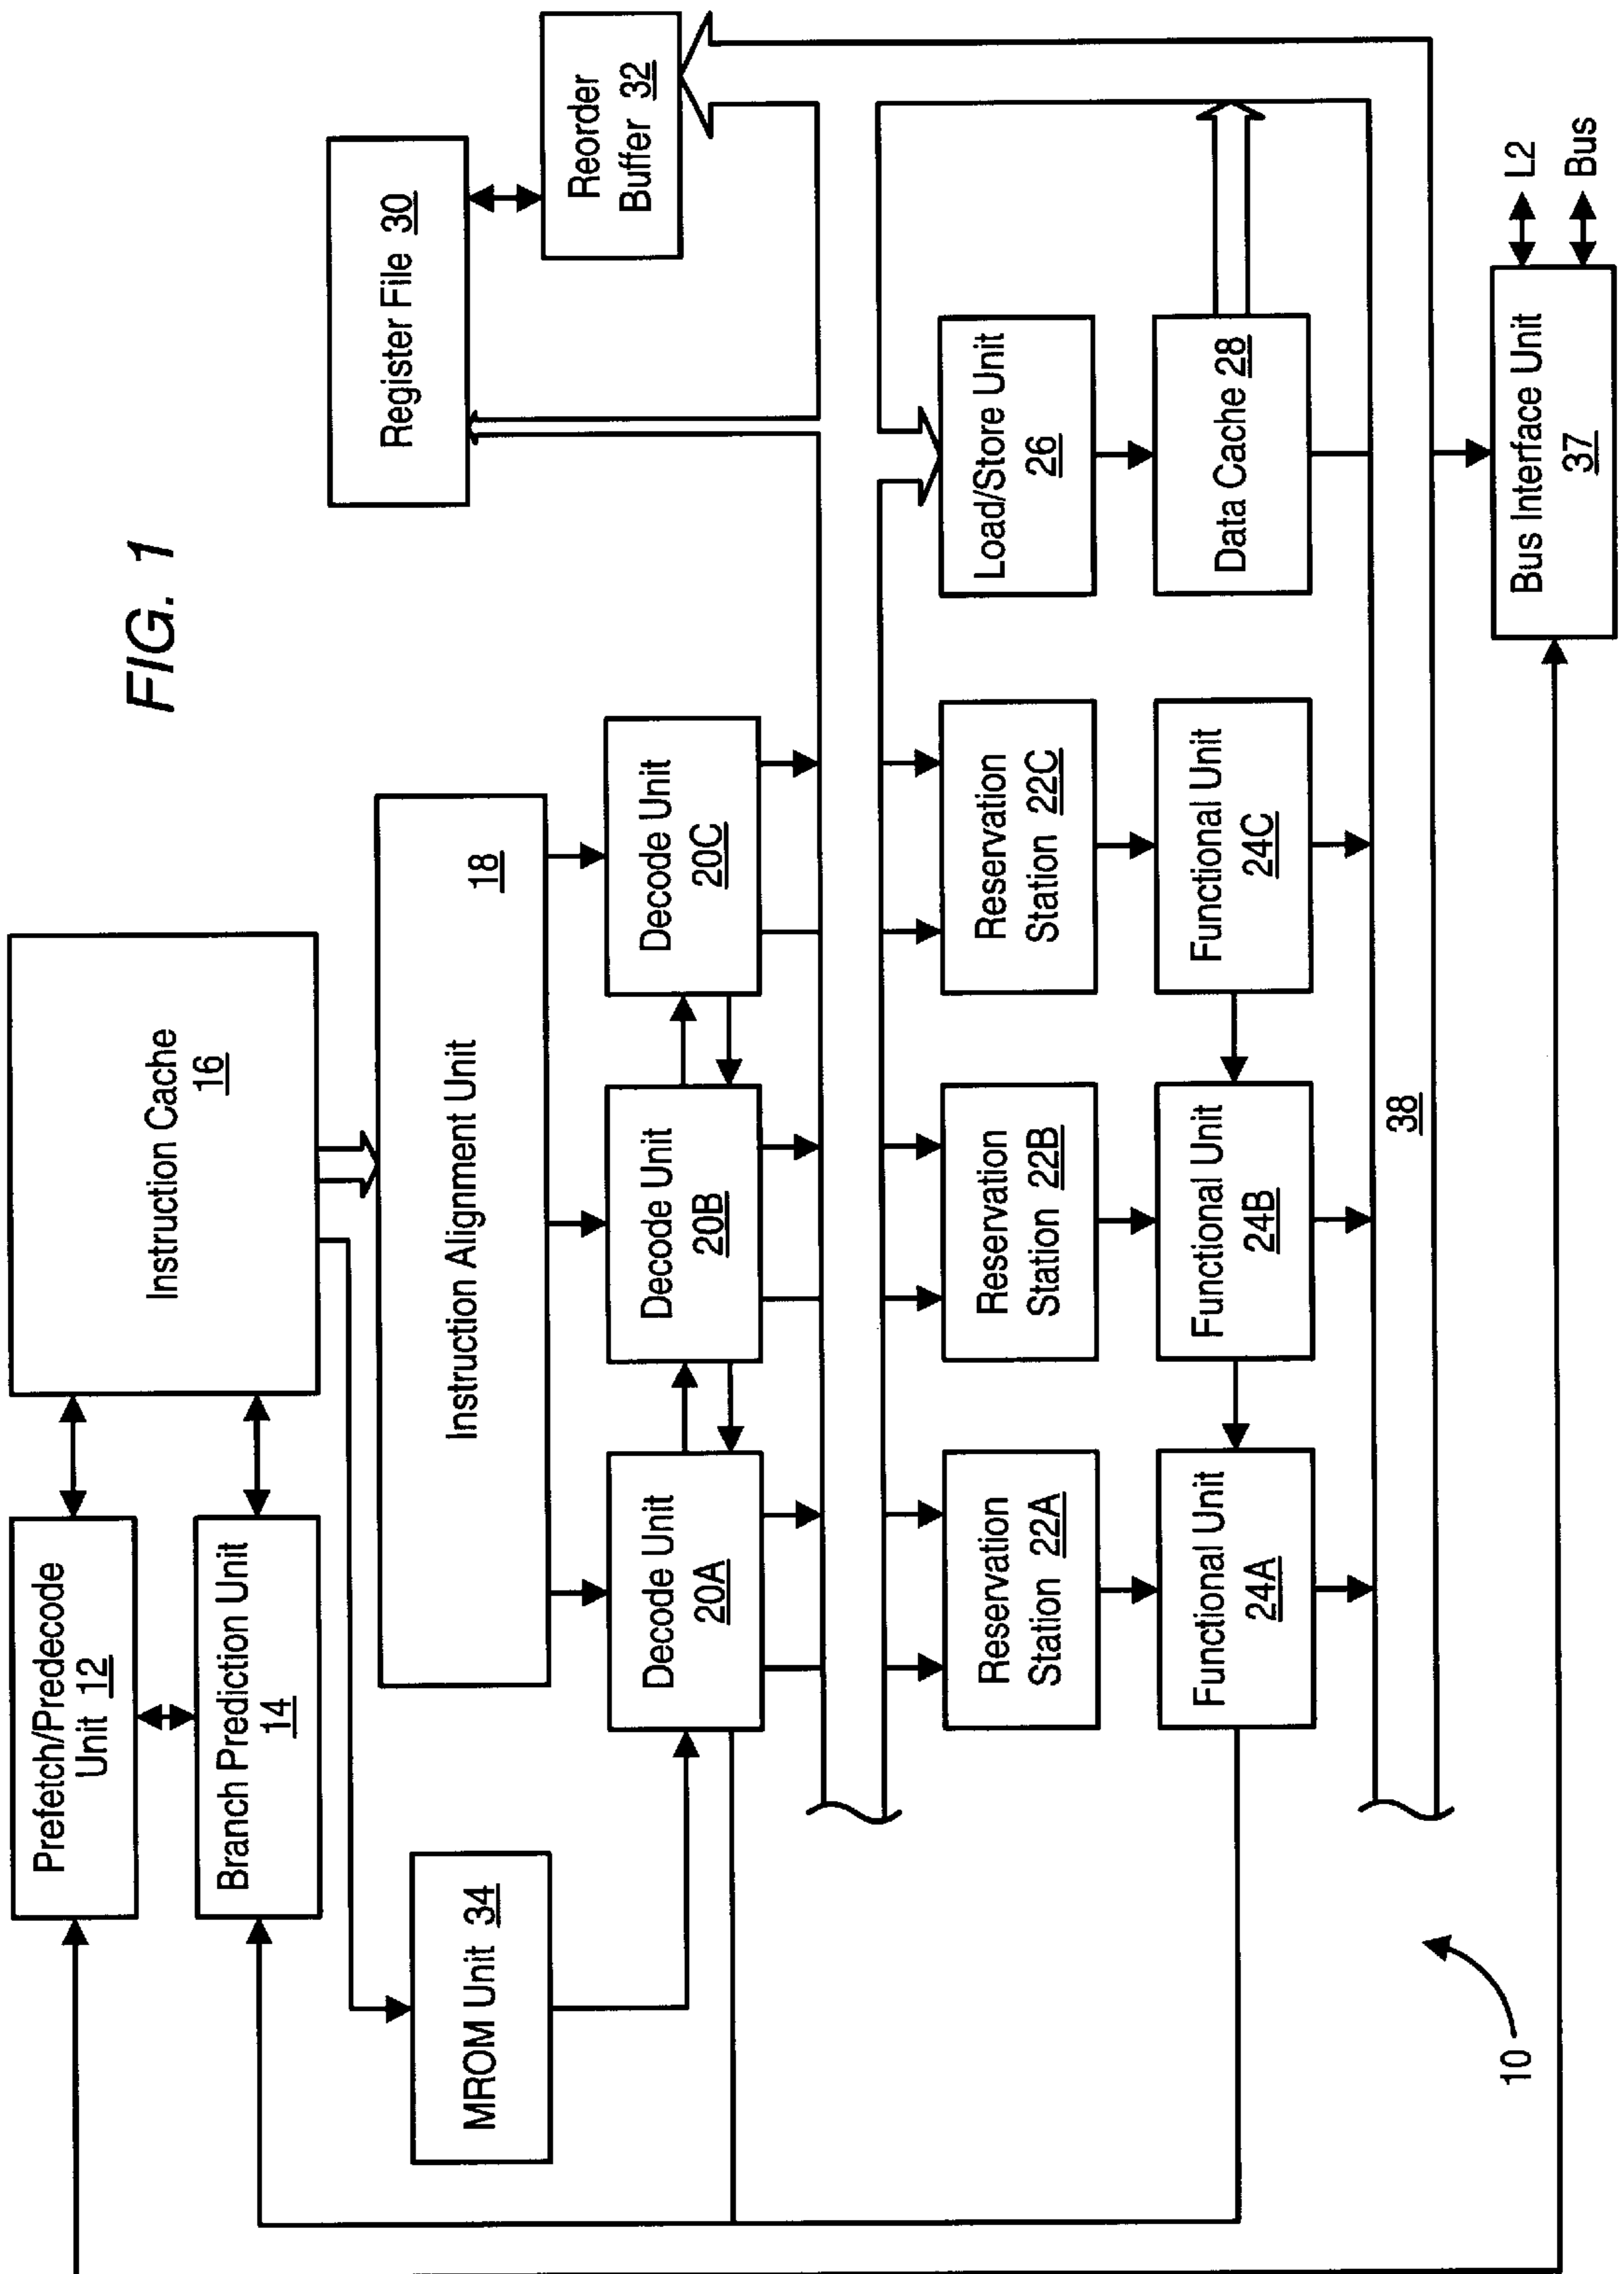 FIG. 1
Prefetch/Predecode
Unit 12
Branch Prediction Unit
14
Instruction Cache
16
Register File 30
Reorder
Buffer 32
MROM Unit 34
Instruction Alignment Unit
18
Decode Unit
20A
Decode Unit
20B
Decode Unit
20C
Reservation
Station 22A
Reservation
Station 22B
Reservation
Station 22C
Load/Store Unit
26
Functional Unit
24A
Functional Unit
24B
Functional Unit
24C
Data Cache 28
38
10
Bus Interface Unit
37
L2
Bus